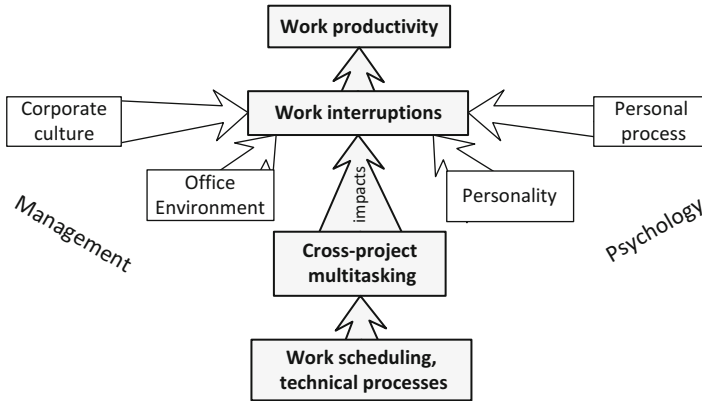 Work productivity
Corporate
culture
Work interruptions
Personal
process
Office
Environment
impacts
Personality
Management
Psychology
Cross-project
multitasking
Work scheduling,
technical processes